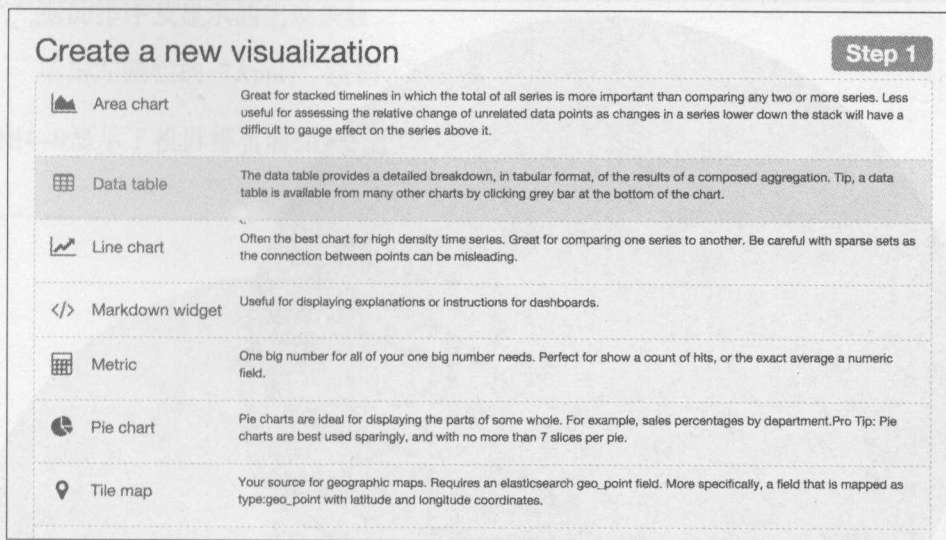 Create a new visualization
Step 1
Area chart
Great for stacked timelines in which the total of all series is more important than comparing any two or more series. Less
useful for assessing the relative change of unrelated data points as changes in a series lower down the stack will have a
difficult to gauge effect on the series above it.
Data table
The data table provides a detailed breakdown, in tabular format, of the results of a composed aggregation. Tip, a data
table is available from many other charts by clicking grey bar at the bottom of the chart.
Line chart
Often the best chart for high density time series. Great for comparing one series to another. Be careful with sparse sets as
the connection between points can be misleading.
Markdown widget
Useful for displaying explanations or instructions for dashboards.
Metric
One big number for all of your one big number needs. Perfect for show a count of hits, or the exact average a numeric
field.
Pie chart
Pie charts are ideal for displaying the parts of some whole. For example, sales percentages by department.Pro Tip: Pie
charts are best used sparingly, and with no more than 7 slices per pie.
Tile map
Your source for geographic maps. Requires an elasticsearch geo_point field. More specifically, a field that is mapped as
type:geo_point with latitude and longitude coordinates.